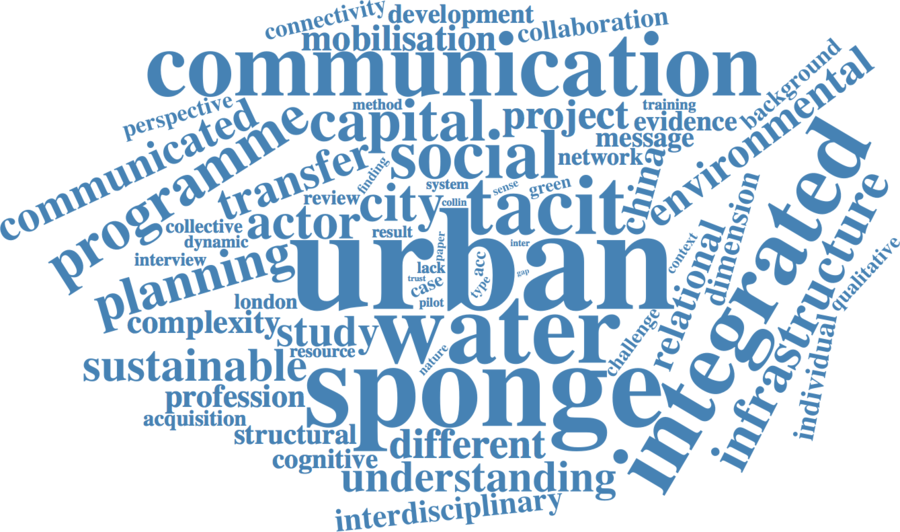 connectivity
development
collaboration
mobilisation
communication
perspective
method
training
background
communicated
programme
capital
project
evidence
environmental
message
transfer
finding
social
network
china
system
sense
green
review
city
collin
tacit
integrated
infrastructure
collective
actor
result
dynamic
interview
planning
urban
paper
inter
lack
acc
gap
trust
case
type
pilot
context
relational
dimension
qualitative
london
complexity
study
water
challenge
individual
resource
nature
sustainable
sponge
profession
acquisition
structural
different
cognitive
understanding
interdisciplinary